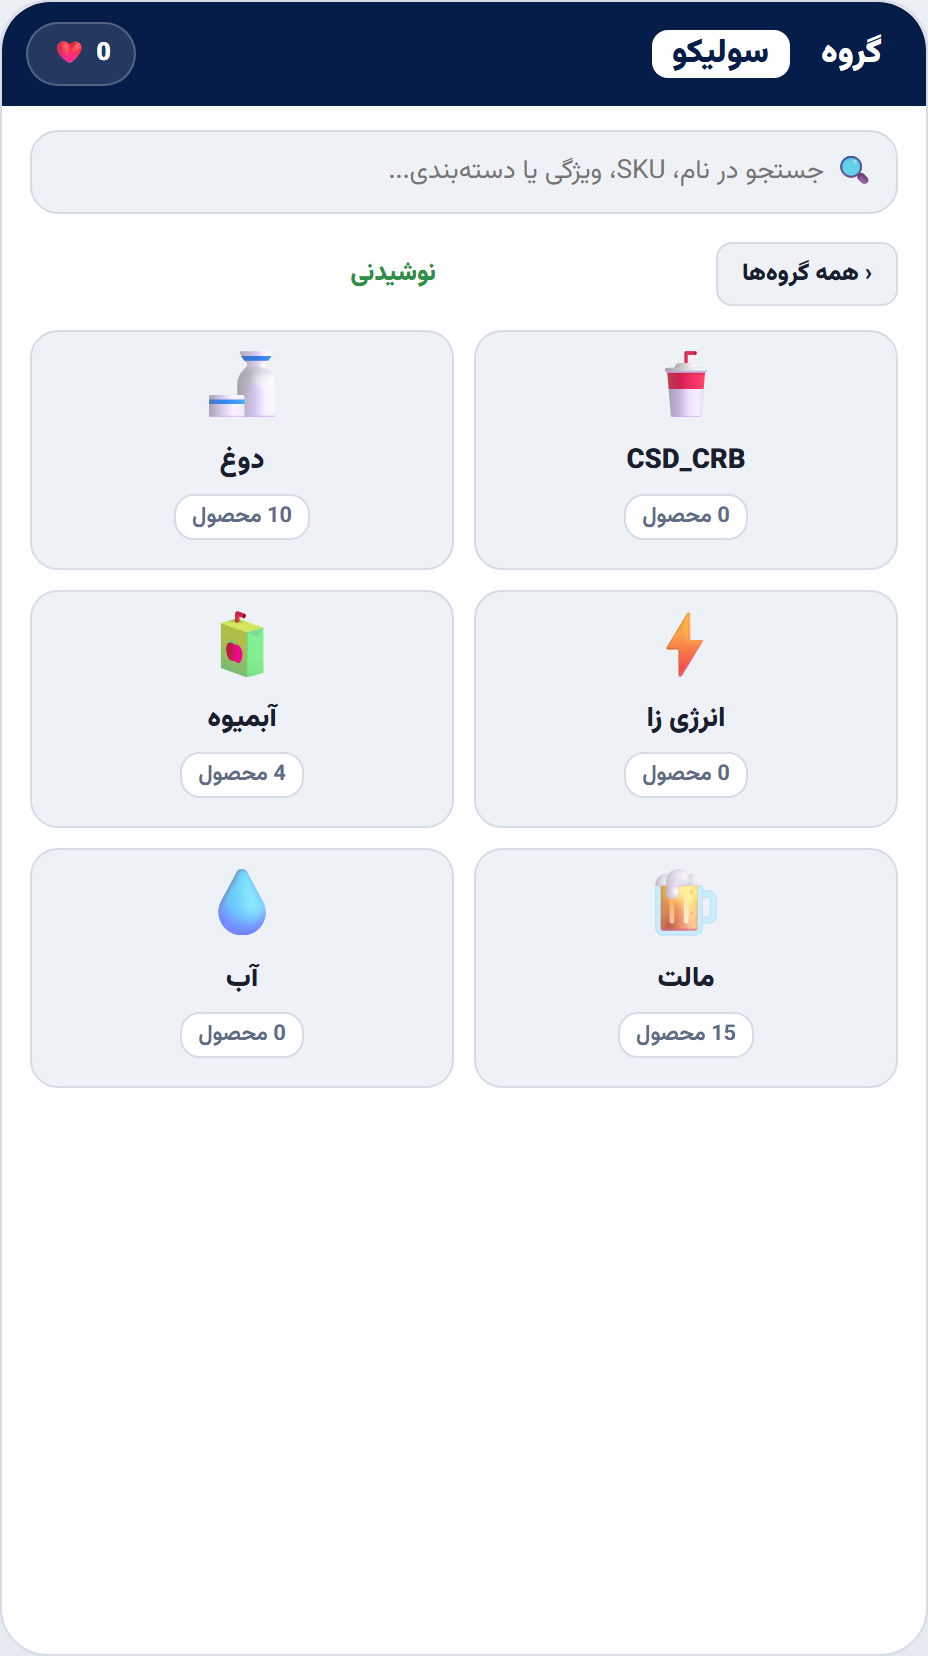 گروه سولیکو
0
جستجو در نام، SKU، ویژگی یا دسته‌بندی...
‹ همه گروه‌ها
نوشیدنی
CSD_CRB
0 محصول
دوغ
10 محصول
انرژی زا
0 محصول
آبمیوه
4 محصول
مالت
15 محصول
آب
0 محصول